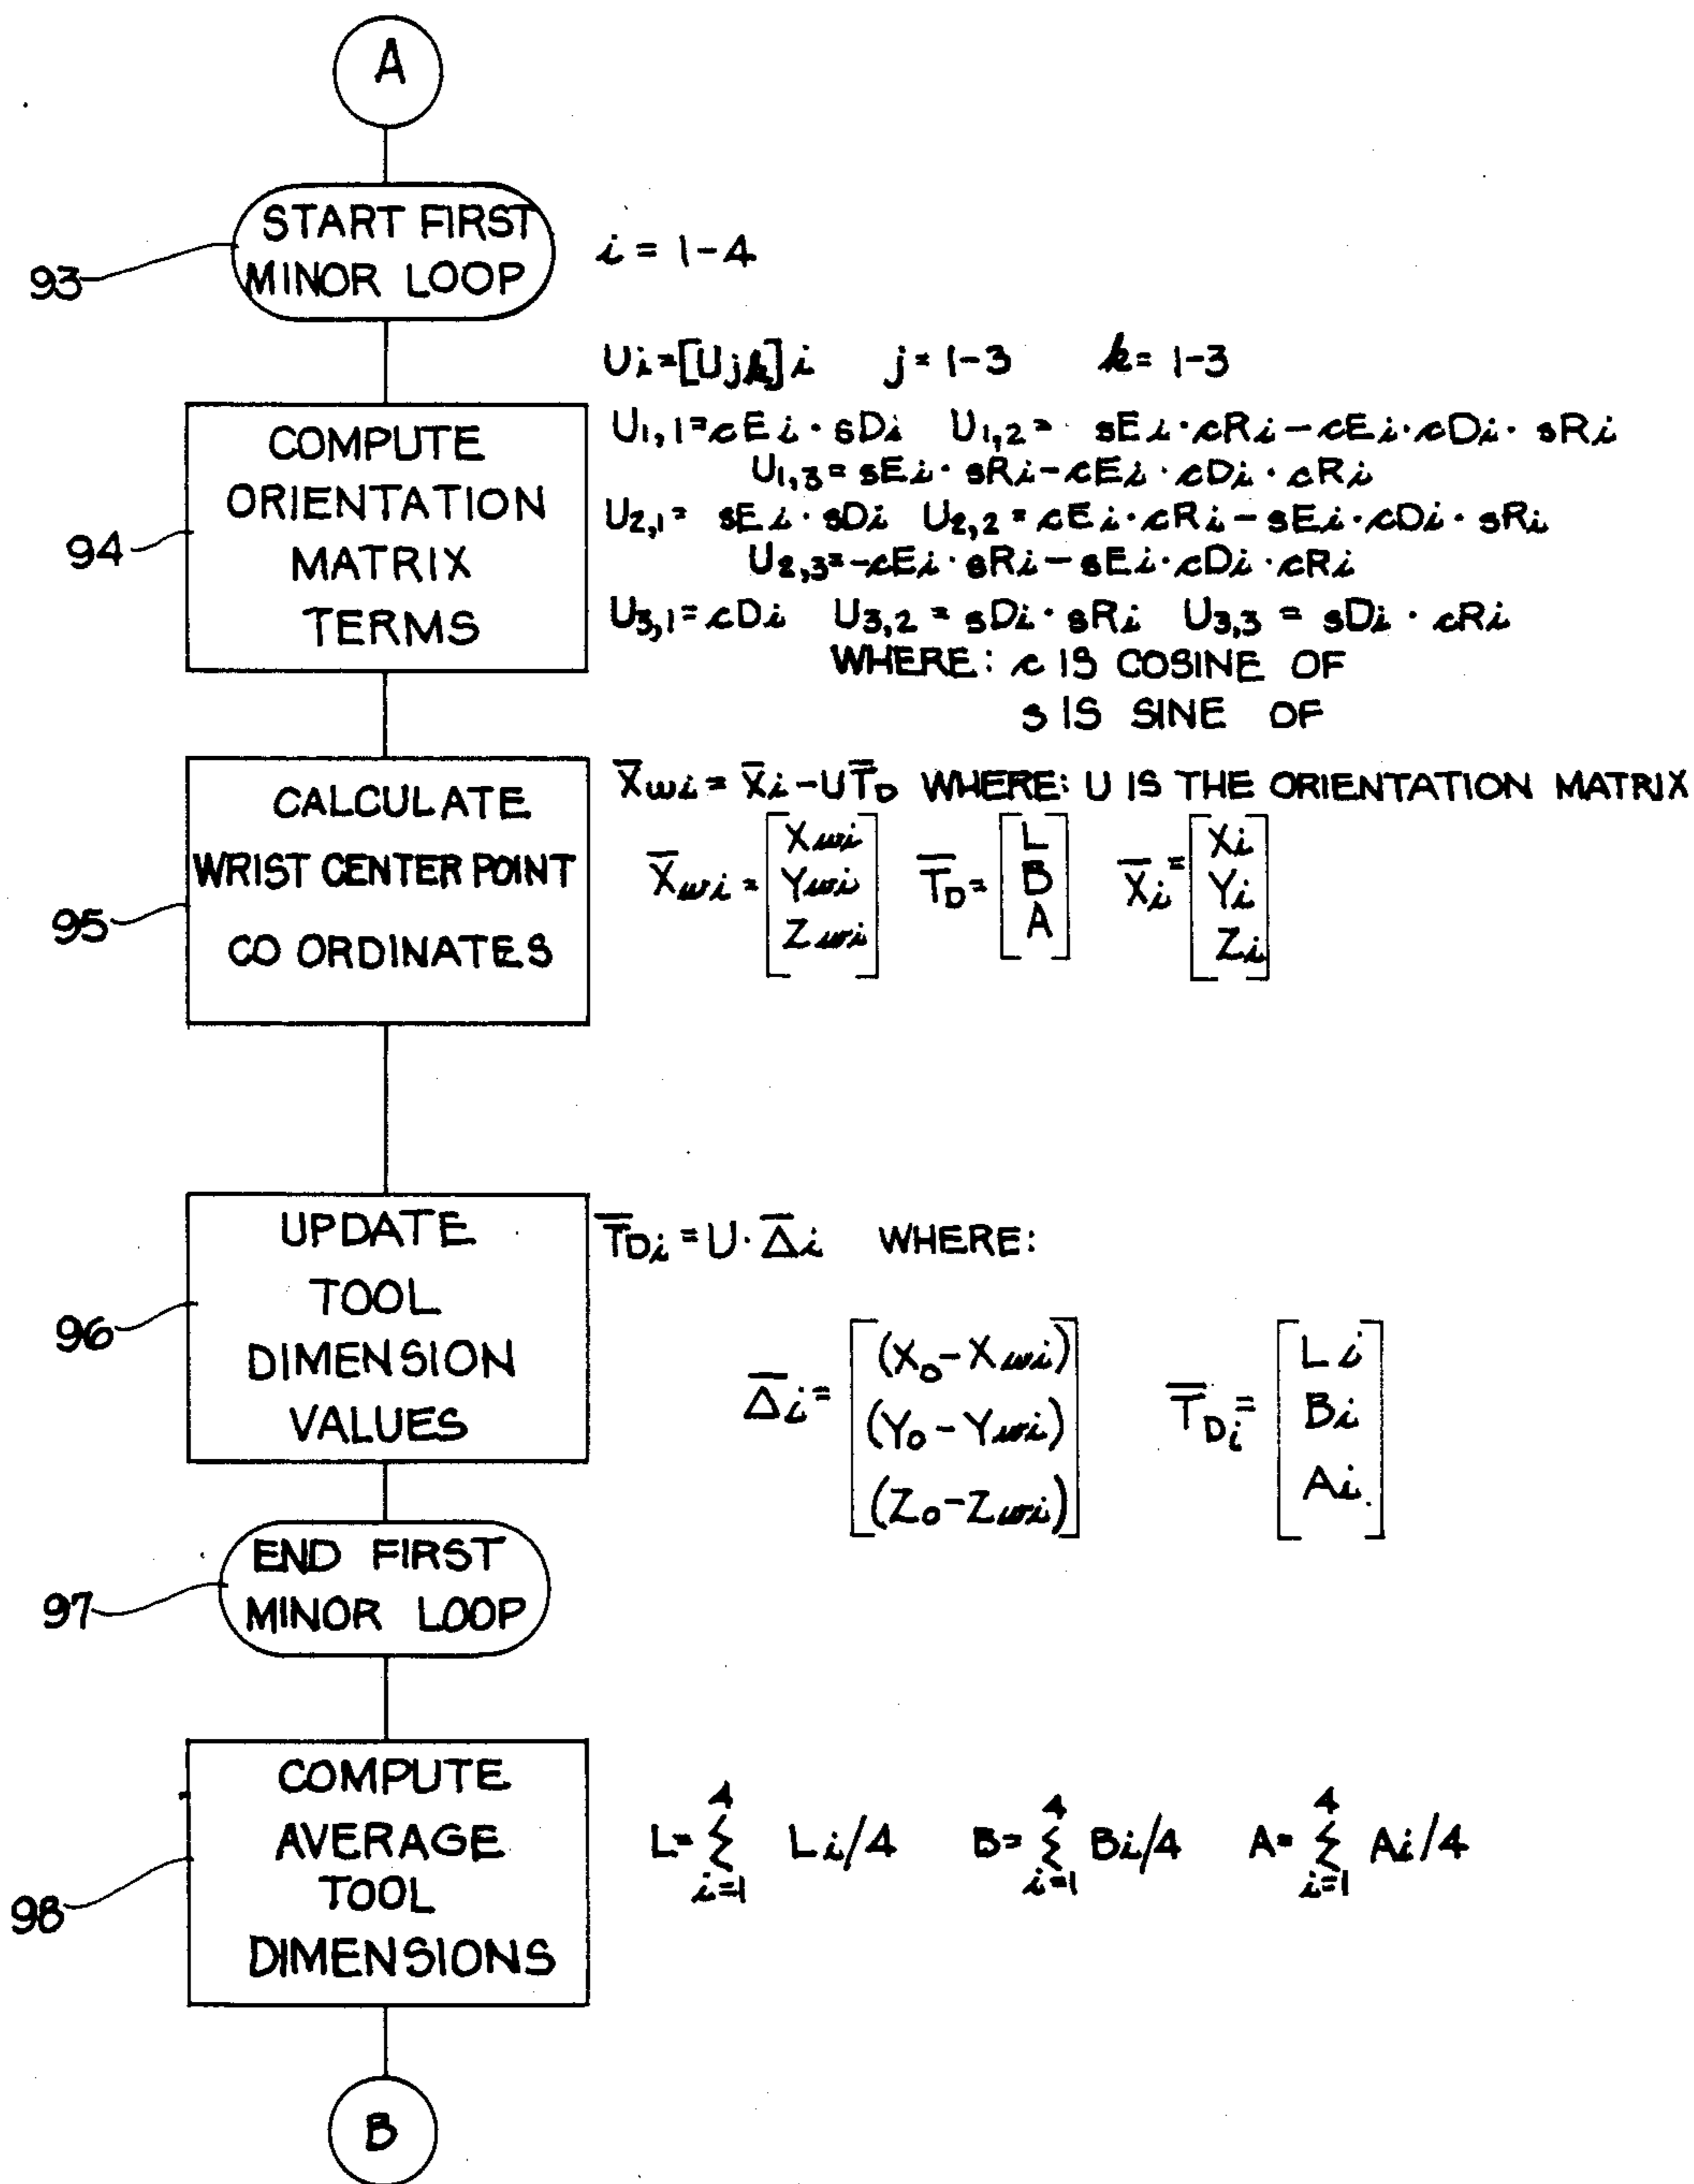 A
START FIRST
MINOR LOOP
93
i = 1-4
Ui=[Ujk]i j=1-3 k=1-3
COMPUTE
ORIENTATION
MATRIX
TERMS
94
U1,1=cEi·sDi U1,2= sEi·cRi-cEi·cDi·sRi
U1,3=sEi·sRi-cEi·cDi·cRi
U2,1= sEi·sDi U2,2=cEi·cRi-sEi·cDi·sRi
U2,3=-cEi·sRi-sEi·cDi·cRi
U3,1=cDi U3,2=sDi·sRi U3,3=sDi·cRi
WHERE: c IS COSINE OF
s IS SINE OF
CALCULATE
WRIST CENTER POINT
CO ORDINATES
95
X̅wi=X̅i-UT̅D WHERE: U IS THE ORIENTATION MATRIX
X̅wi= [Xwi T̅D= [L X̅i= [Xi
Ywi B Yi
Zwi] A] Zi]
UPDATE
TOOL
DIMENSION
VALUES
96
T̅Di=U·Δ̅i WHERE:
Δ̅i= [(Xo-Xwi) T̅Di= [Li
(Yo-Ywi) Bi
(Zo-Zwi)] Ai]
END FIRST
MINOR LOOP
97
COMPUTE
AVERAGE
TOOL
DIMENSIONS
98
4 4 4
L=Σ Li/4 B=Σ Bi/4 A=Σ Ai/4
i=1 i=1 i=1
B